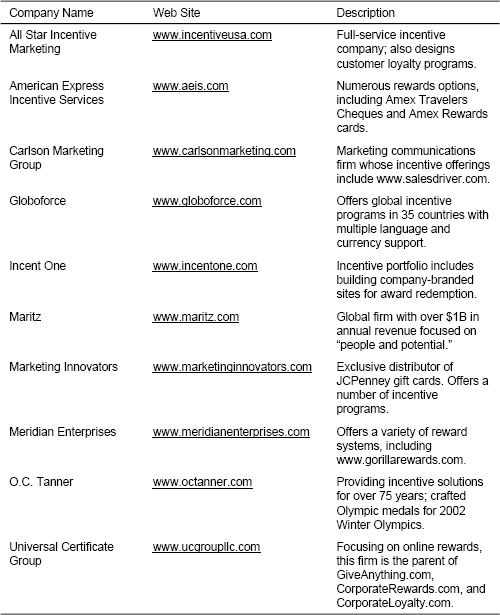 Company Name Web Site Description
All Star Incentive www.incentiveusa.com Full-service incentive
Marketing company; also designs
customer loyalty programs.
American Express www.aeis.com Numerous rewards options,
Incentive Services including Amex Travelers
Cheques and Amex Rewards
cards.
Carlson Marketing www.carlsonmarketing.com Marketing communications
Group firm whose incentive offerings
include www.salesdriver.com.
Globoforce www.globoforce.com Offers global incentive
programs in 35 countries with
multiple language and
currency support.
Incent One www.incentone.com Incentive portfolio includes
building company-branded
sites for award redemption.
Maritz www.maritz.com Global firm with over $1B in
annual revenue focused on
“people and potential.”
Marketing Innovators www.marketinginnovators.com Exclusive distributor of
JCPenney gift cards. Offers a
number of incentive
programs.
Meridian Enterprises www.meridianenterprises.com Offers a variety of reward
systems, including
www.gorillarewards.com.
O.C. Tanner www.octanner.com Providing incentive solutions
for over 75 years; crafted
Olympic medals for 2002
Winter Olympics.
Universal Certificate www.ucgroupllc.com Focusing on online rewards,
Group this firm is the parent of
GiveAnything.com,
CorporateRewards.com, and
CorporateLoyalty.com.